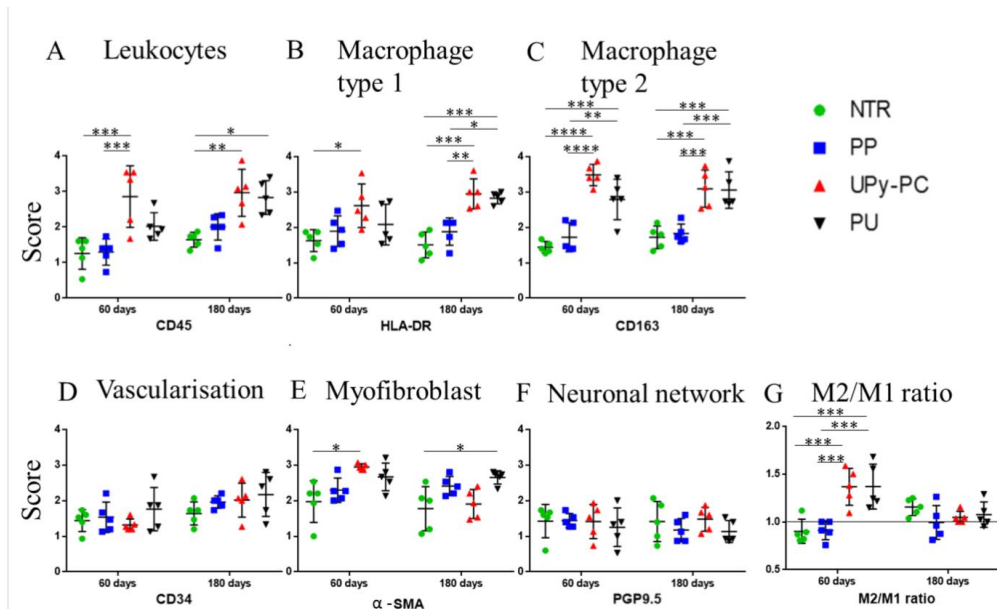 A Leukocytes
B Macrophage
type 1
C Macrophage
type 2
NTR
PP
UPy-PC
PU
Score
4
3
2
1
0
***
***
*
**
60 days 180 days
CD45
4
3
2
1
0
*
***
*
***
**
60 days 180 days
HLA-DR
4
3
2
1
0
***
**
****
****
***
***
***
***
60 days 180 days
CD163
D Vascularisation
E Myofibroblast
F Neuronal network
G M2/M1 ratio
Score
4
3
2
1
0
60 days 180 days
CD34
4
3
2
1
0
*
*
60 days 180 days
α-SMA
4
3
2
1
0
60 days 180 days
PGP9.5
2.0
1.5
1.0
0.5
***
***
***
***
60 days 180 days
M2/M1 ratio